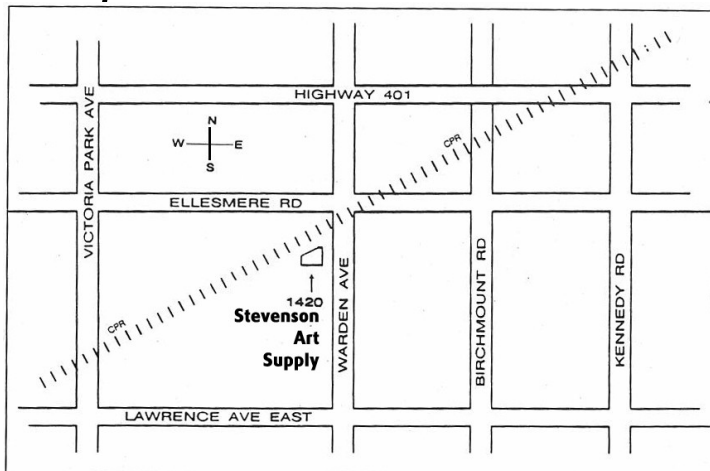 HIGHWAY 401
N
W
E
S
CPR
VICTORIA PARK AVE
ELLESMERE RD
1420
Stevenson
Art
Supply
WARDEN AVE
BIRCHMOUNT RD
KENNEDY RD
CPR
LAWRENCE AVE EAST